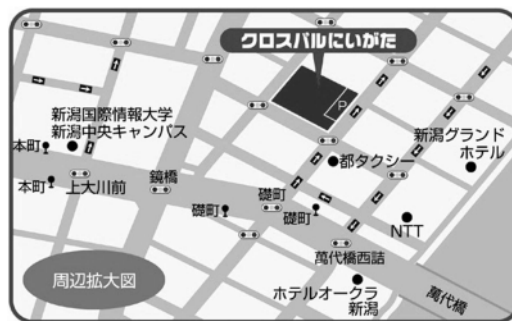 クロスパルにいがた
P
新潟国際情報大学
新潟中央キャンパス
本町
本町
上大川前
鏡橋
礎町
礎町
礎町
都タクシー
新潟グランド
ホテル
NTT
萬代橋西詰
ホテルオークラ
新潟
萬代橋
周辺拡大図